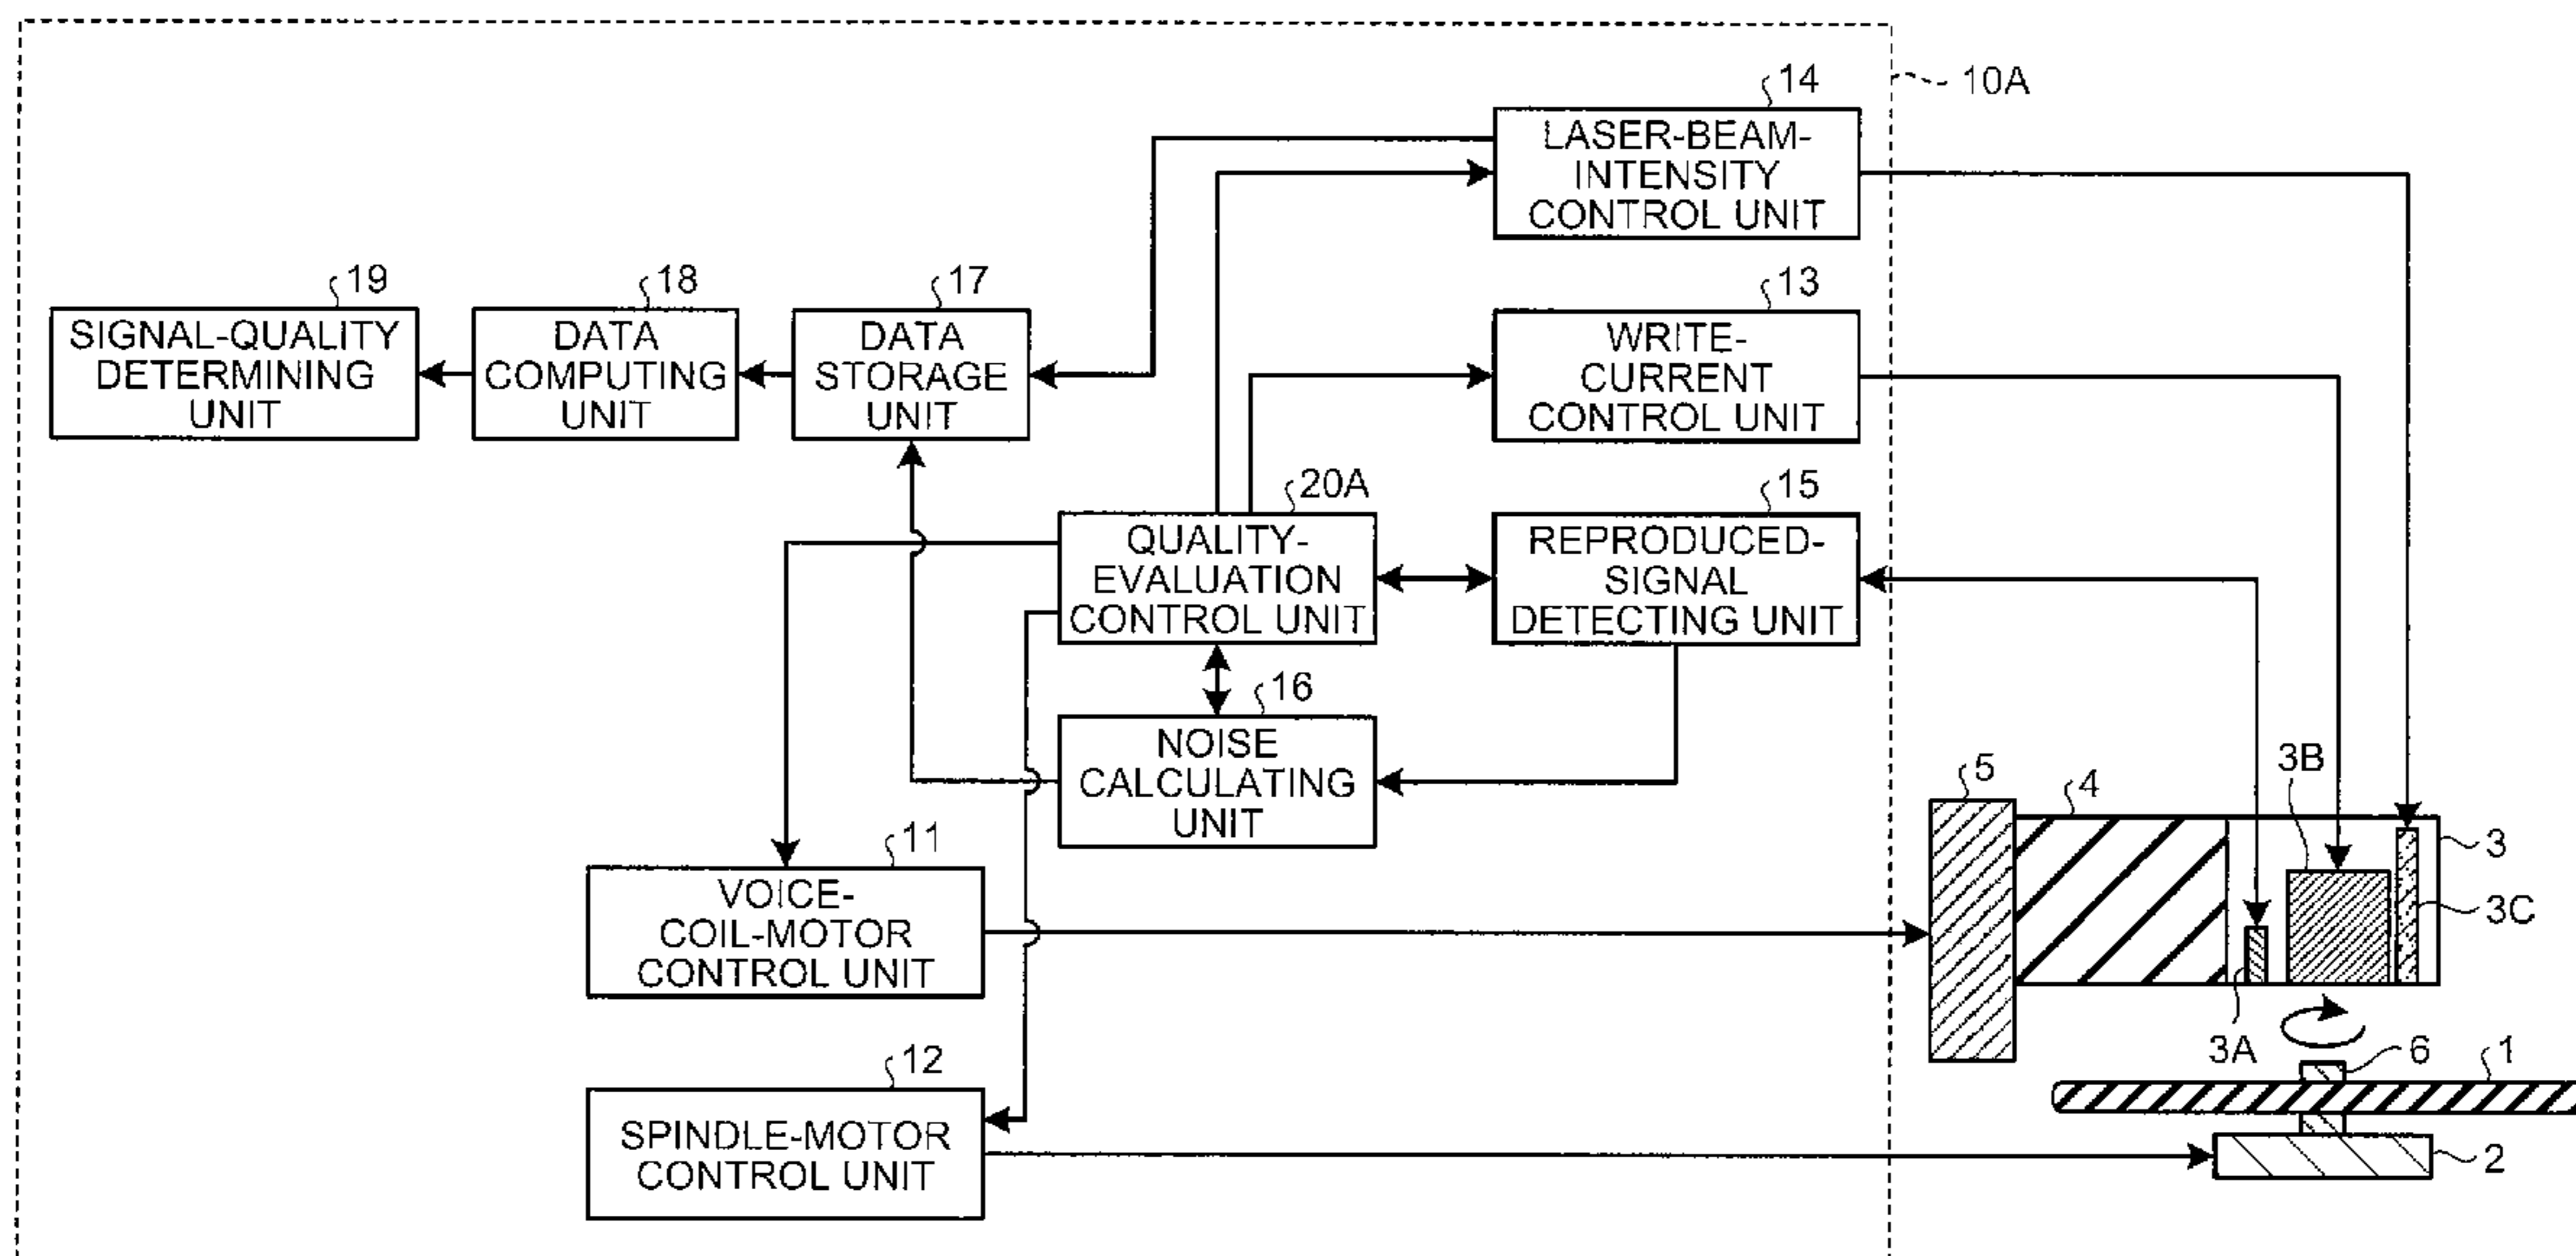 10A
14
LASER-BEAM-
INTENSITY
CONTROL UNIT
19
SIGNAL-QUALITY
DETERMINING
UNIT
18
DATA
COMPUTING
UNIT
17
DATA
STORAGE
UNIT
13
WRITE-
CURRENT
CONTROL UNIT
20A
QUALITY-
EVALUATION
CONTROL UNIT
15
REPRODUCED-
SIGNAL
DETECTING UNIT
16
NOISE
CALCULATING
UNIT
11
VOICE-
COIL-MOTOR
CONTROL UNIT
12
SPINDLE-MOTOR
CONTROL UNIT
5
4
3B
3
3C
3A
6
1
2